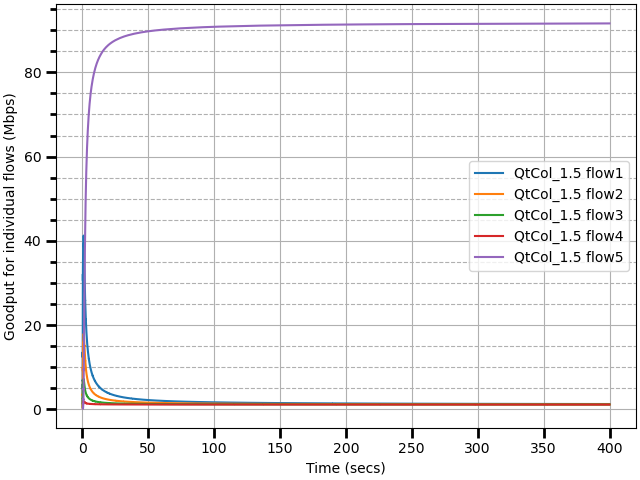 Goodput for individual flows (Mbps)
80
60
40
20
0
QtCol_1.5 flow1
QtCol_1.5 flow2
QtCol_1.5 flow3
QtCol_1.5 flow4
QtCol_1.5 flow5
0 50 100 150 200 250 300 350 400
Time (secs)